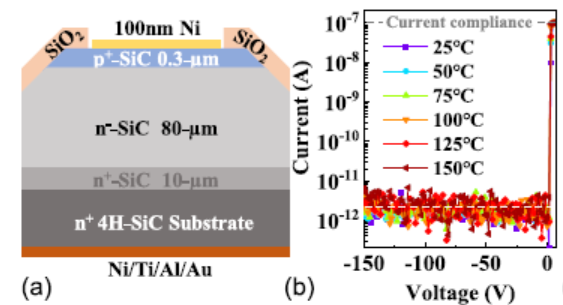 100nm Ni
SiO₂
SiO₂
p⁺-SiC 0.3-μm
n⁻-SiC 80-μm
n⁺-SiC 10-μm
n⁺ 4H-SiC Substrate
Ni/Ti/Al/Au
(a)
Current (A)
10⁻⁷
10⁻⁸
10⁻⁹
10⁻¹⁰
10⁻¹¹
10⁻¹²
Current compliance
25°C
50°C
75°C
100°C
125°C
150°C
-150 -100 -50 0
Voltage (V)
(b)